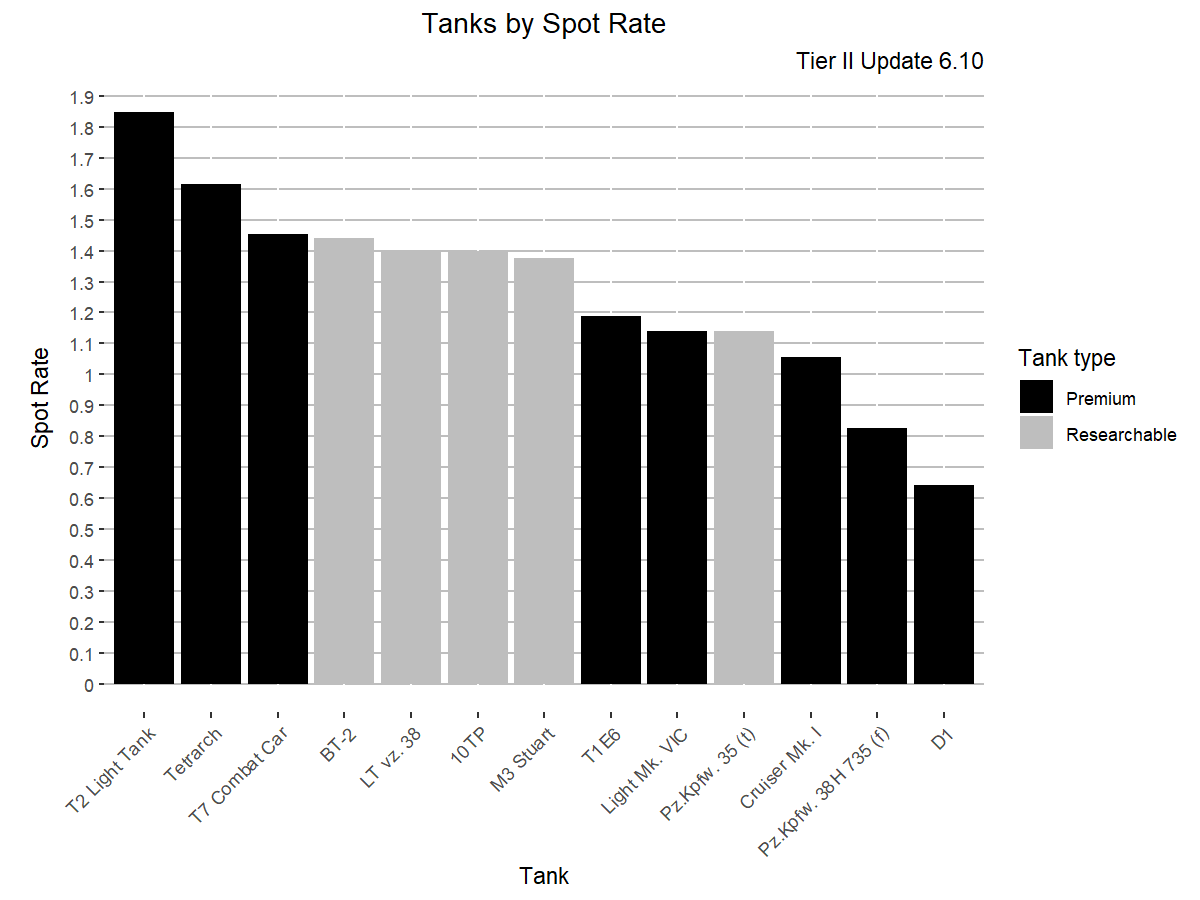 Tanks by Spot Rate
Tier II Update 6.10
Spot Rate
1.9
1.8
1.7
1.6
1.5
1.4
1.3
1.2
1.1
1
0.9
0.8
0.7
0.6
0.5
0.4
0.3
0.2
0.1
0
T2 Light Tank
Tetrarch
T7 Combat Car
BT-2
LT vz. 38
10TP
M3 Stuart
T1E6
Light Mk. VIC
Pz.Kpfw. 35 (t)
Cruiser Mk. I
Pz.Kpfw. 38H 735 (f)
D1
Tank
Tank type
Premium
Researchable